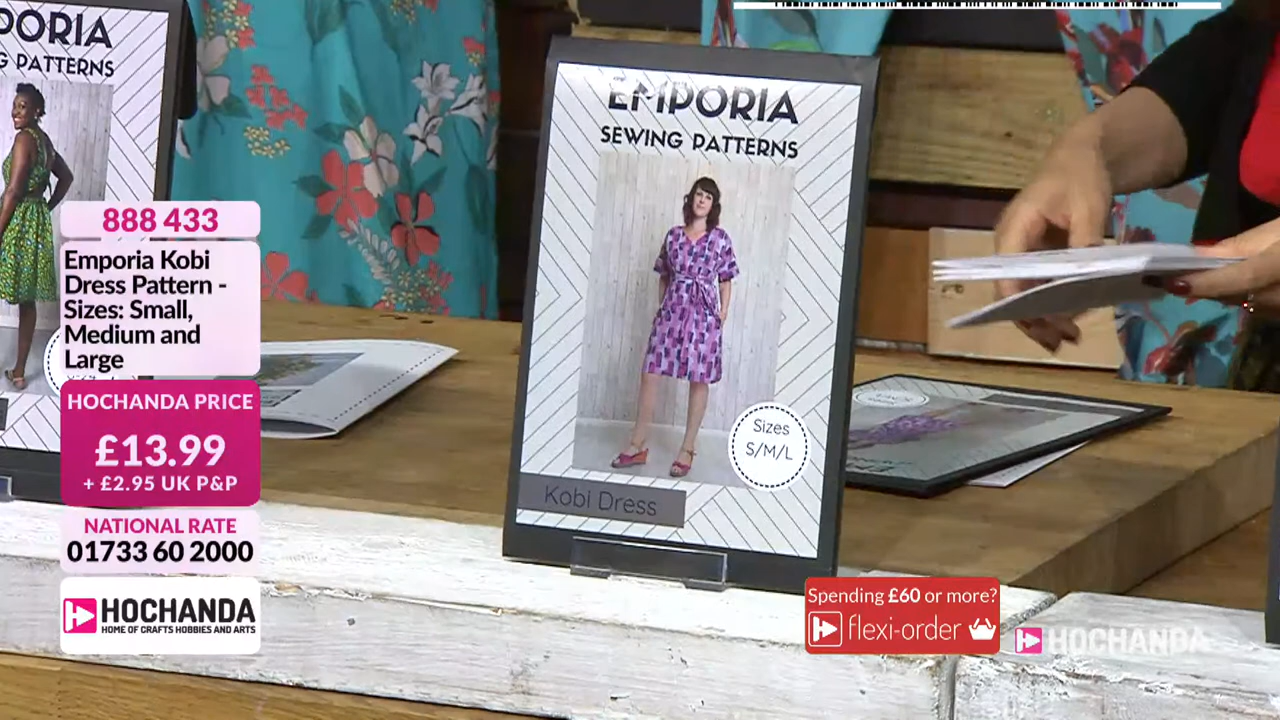 PORIA
G PATTERNS
EMPORIA
SEWING PATTERNS
Sizes
S/M/L
Kobi Dress
888 433
Emporia Kobi
Dress Pattern -
Sizes: Small,
Medium and
Large
HOCHANDA PRICE
£13.99
+ £2.95 UK P&P
NATIONAL RATE
01733 60 2000
HOCHANDA
HOME OF CRAFTS HOBBIES AND ARTS
Spending £60 or more?
flexi-order
HOCHANDA